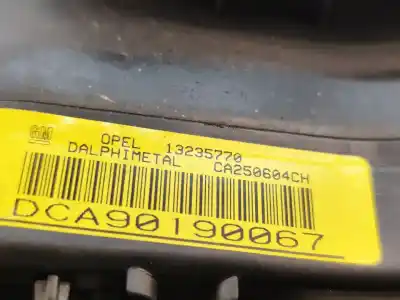 GM
OPEL 13235770
DALPHIMETAL CA250604CH
DCA90190067